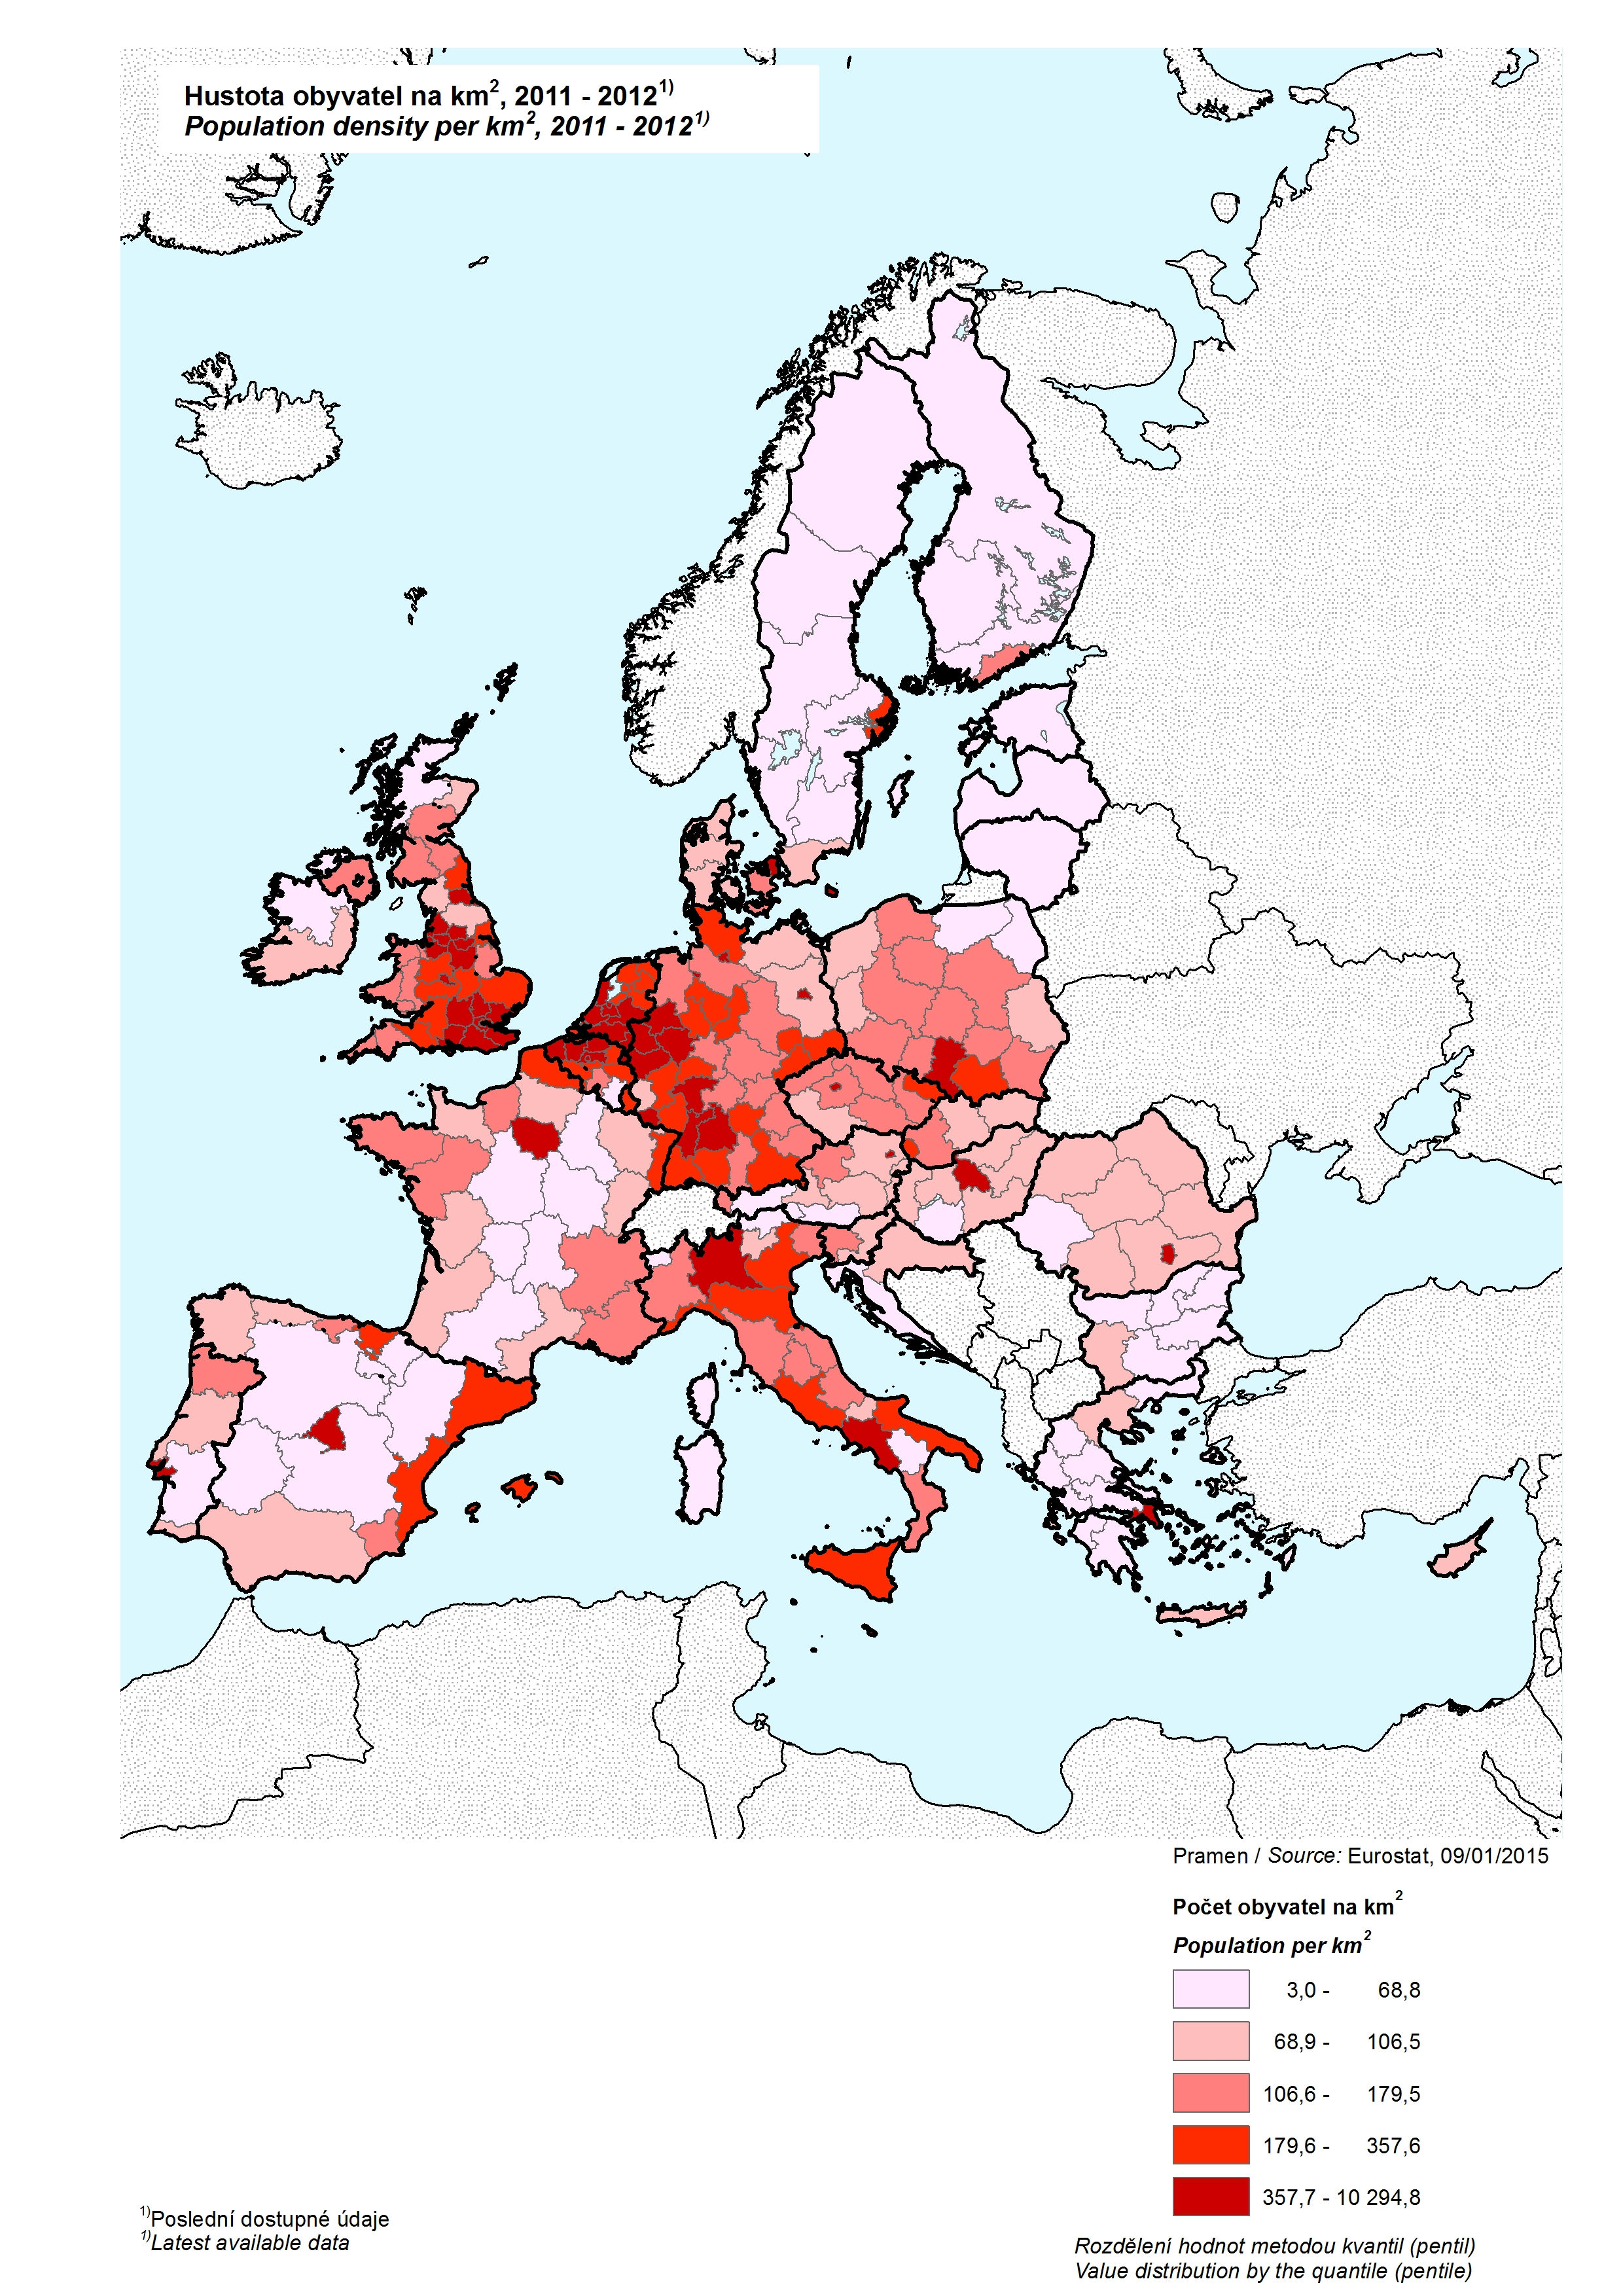 Hustota obyvatel na km², 2011 - 2012¹⁾
Population density per km², 2011 - 2012¹⁾
Pramen / Source: Eurostat, 09/01/2015
Počet obyvatel na km²
Population per km²
3,0 - 68,8
68,9 - 106,5
106,6 - 179,5
179,6 - 357,6
357,7 - 10 294,8
¹⁾Poslední dostupné údaje
¹⁾Latest available data
Rozdělení hodnot metodou kvantil (pentil)
Value distribution by the quantile (pentile)